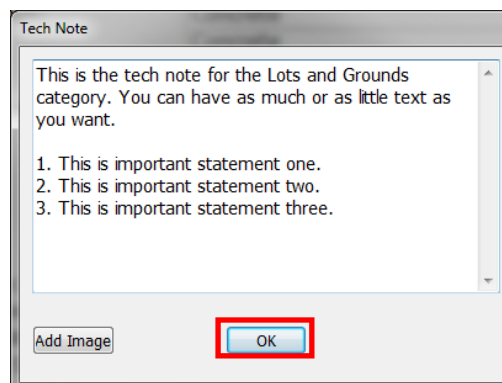 Tech Note
This is the tech note for the Lots and Grounds
category. You can have as much or as little text as
you want.
1. This is important statement one.
2. This is important statement two.
3. This is important statement three.
Add Image
OK